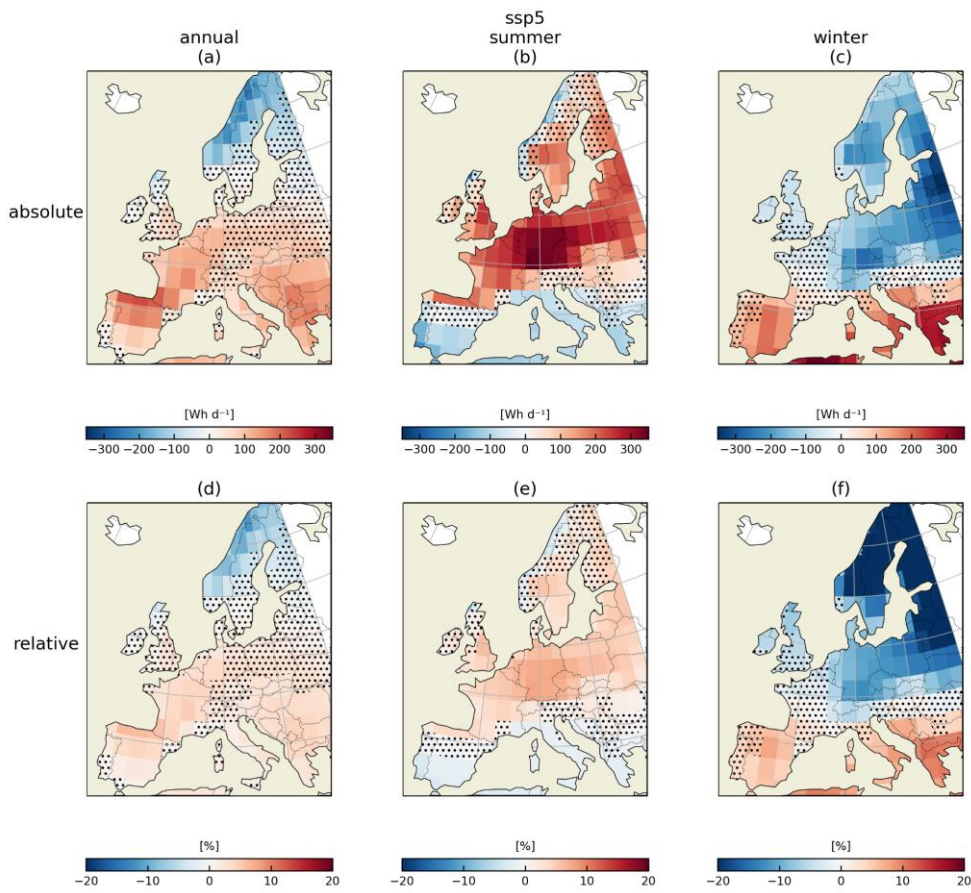 ssp5
annual summer winter
(a) (b) (c)
absolute
[Wh d⁻¹] [Wh d⁻¹] [Wh d⁻¹]
−300 −200 −100 0 100 200 300 −300 −200 −100 0 100 200 300 −300 −200 −100 0 100 200 300
(d) (e) (f)
relative
[%] [%] [%]
−20 −10 0 10 20 −20 −10 0 10 20 −20 −10 0 10 20